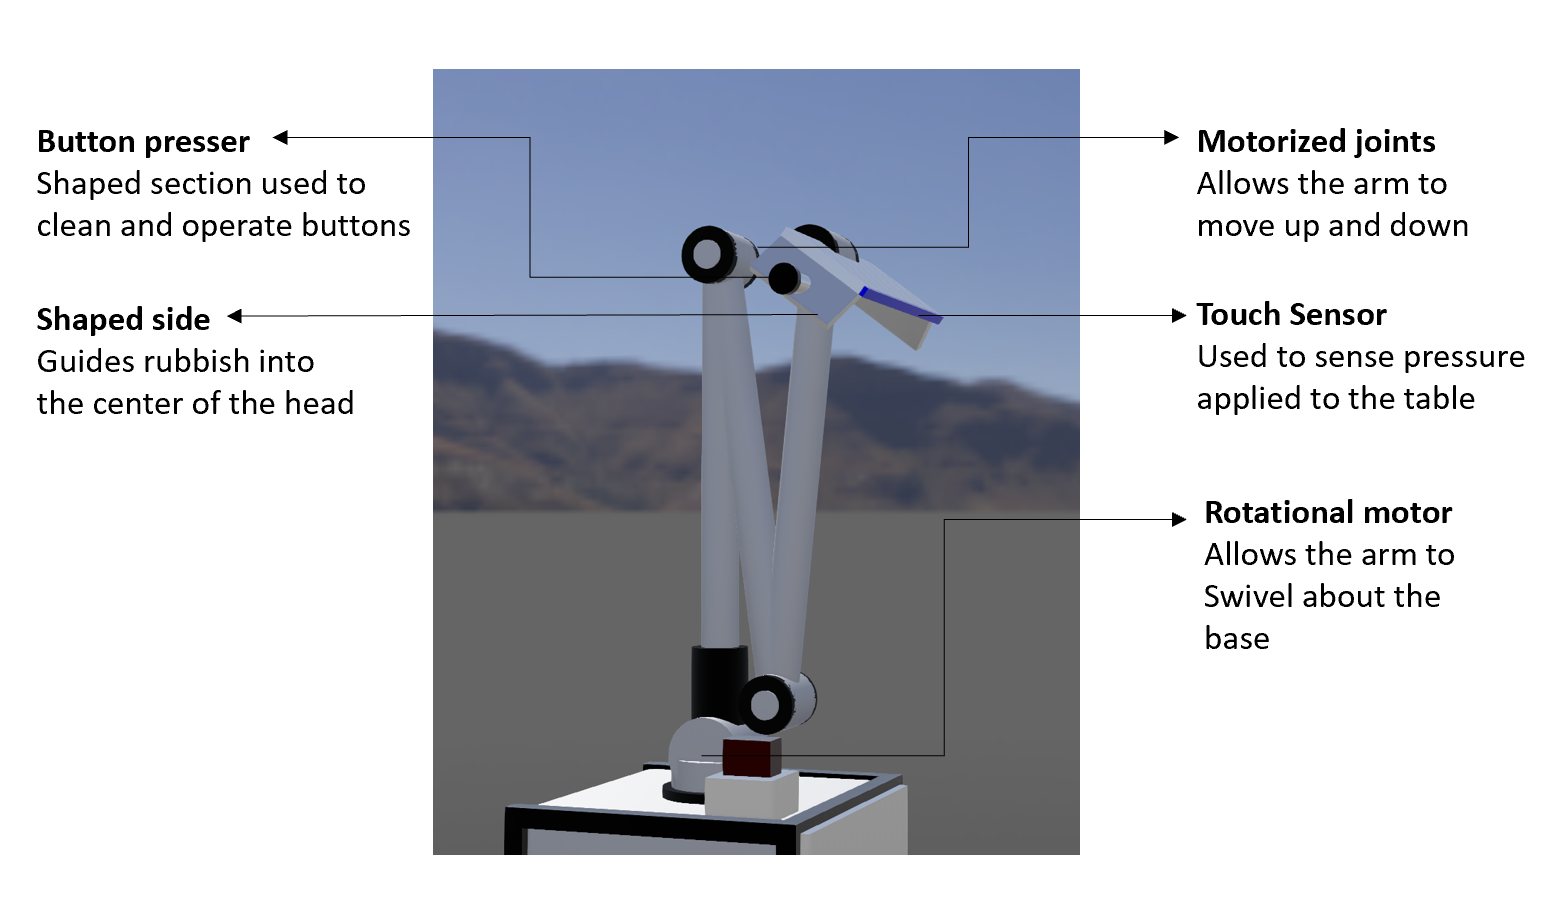 Button presser
Shaped section used to
clean and operate buttons
Shaped side
Guides rubbish into
the center of the head
Motorized joints
Allows the arm to
move up and down
Touch Sensor
Used to sense pressure
applied to the table
Rotational motor
Allows the arm to
Swivel about the
base